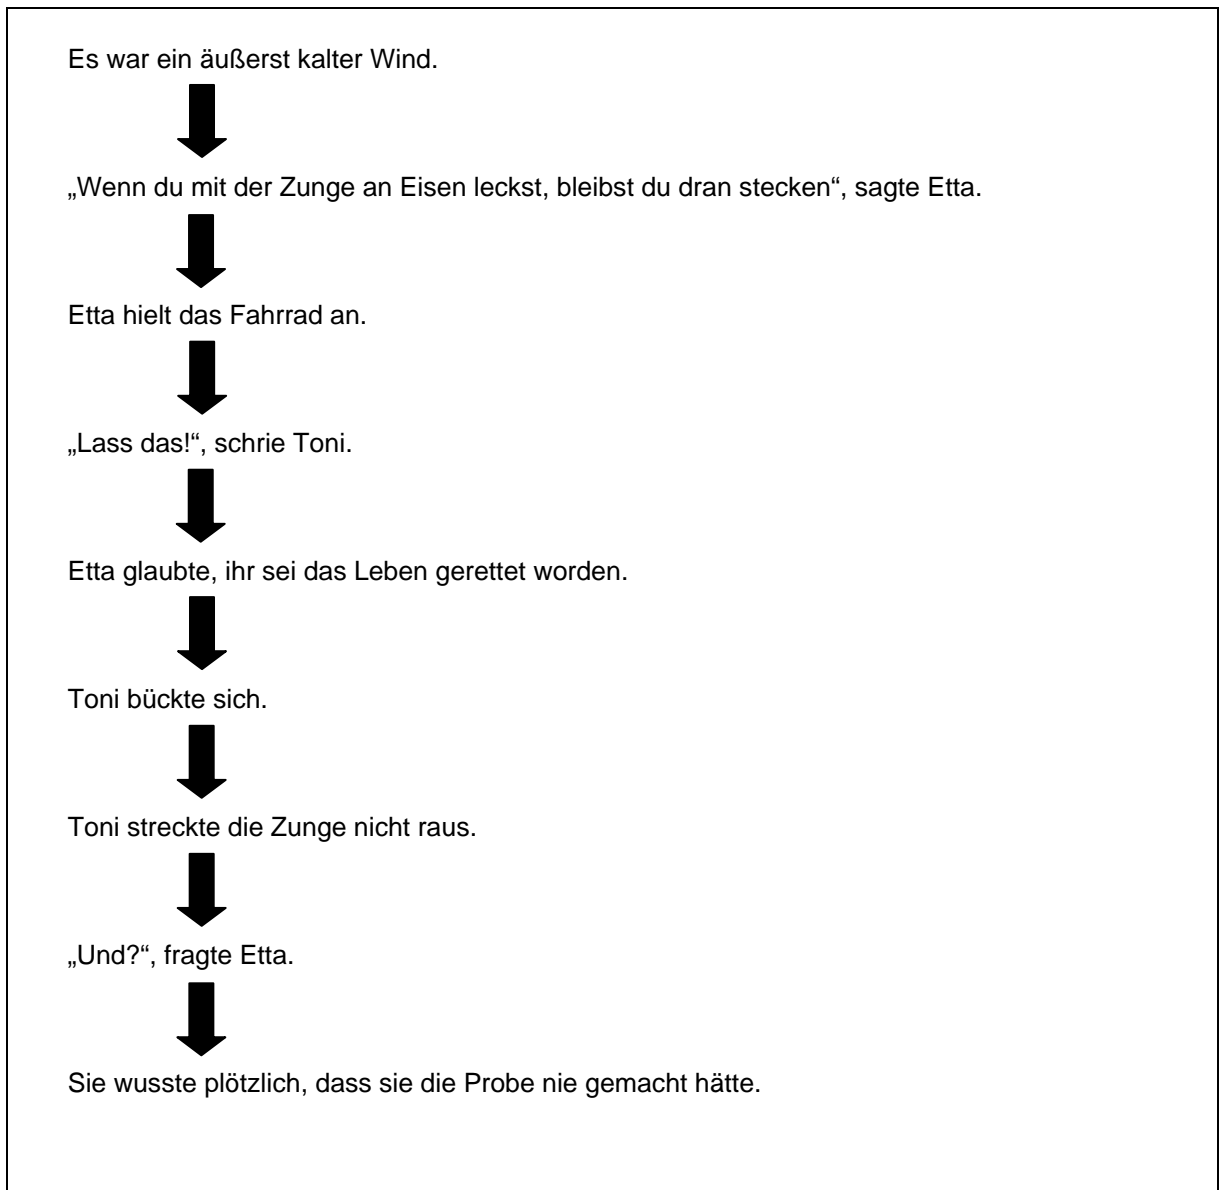 Es war ein äußerst kalter Wind.
„Wenn du mit der Zunge an Eisen leckst, bleibst du dran stecken“, sagte Etta.
Etta hielt das Fahrrad an.
„Lass das!“, schrie Toni.
Etta glaubte, ihr sei das Leben gerettet worden.
Toni bückte sich.
Toni streckte die Zunge nicht raus.
„Und?“, fragte Etta.
Sie wusste plötzlich, dass sie die Probe nie gemacht hätte.